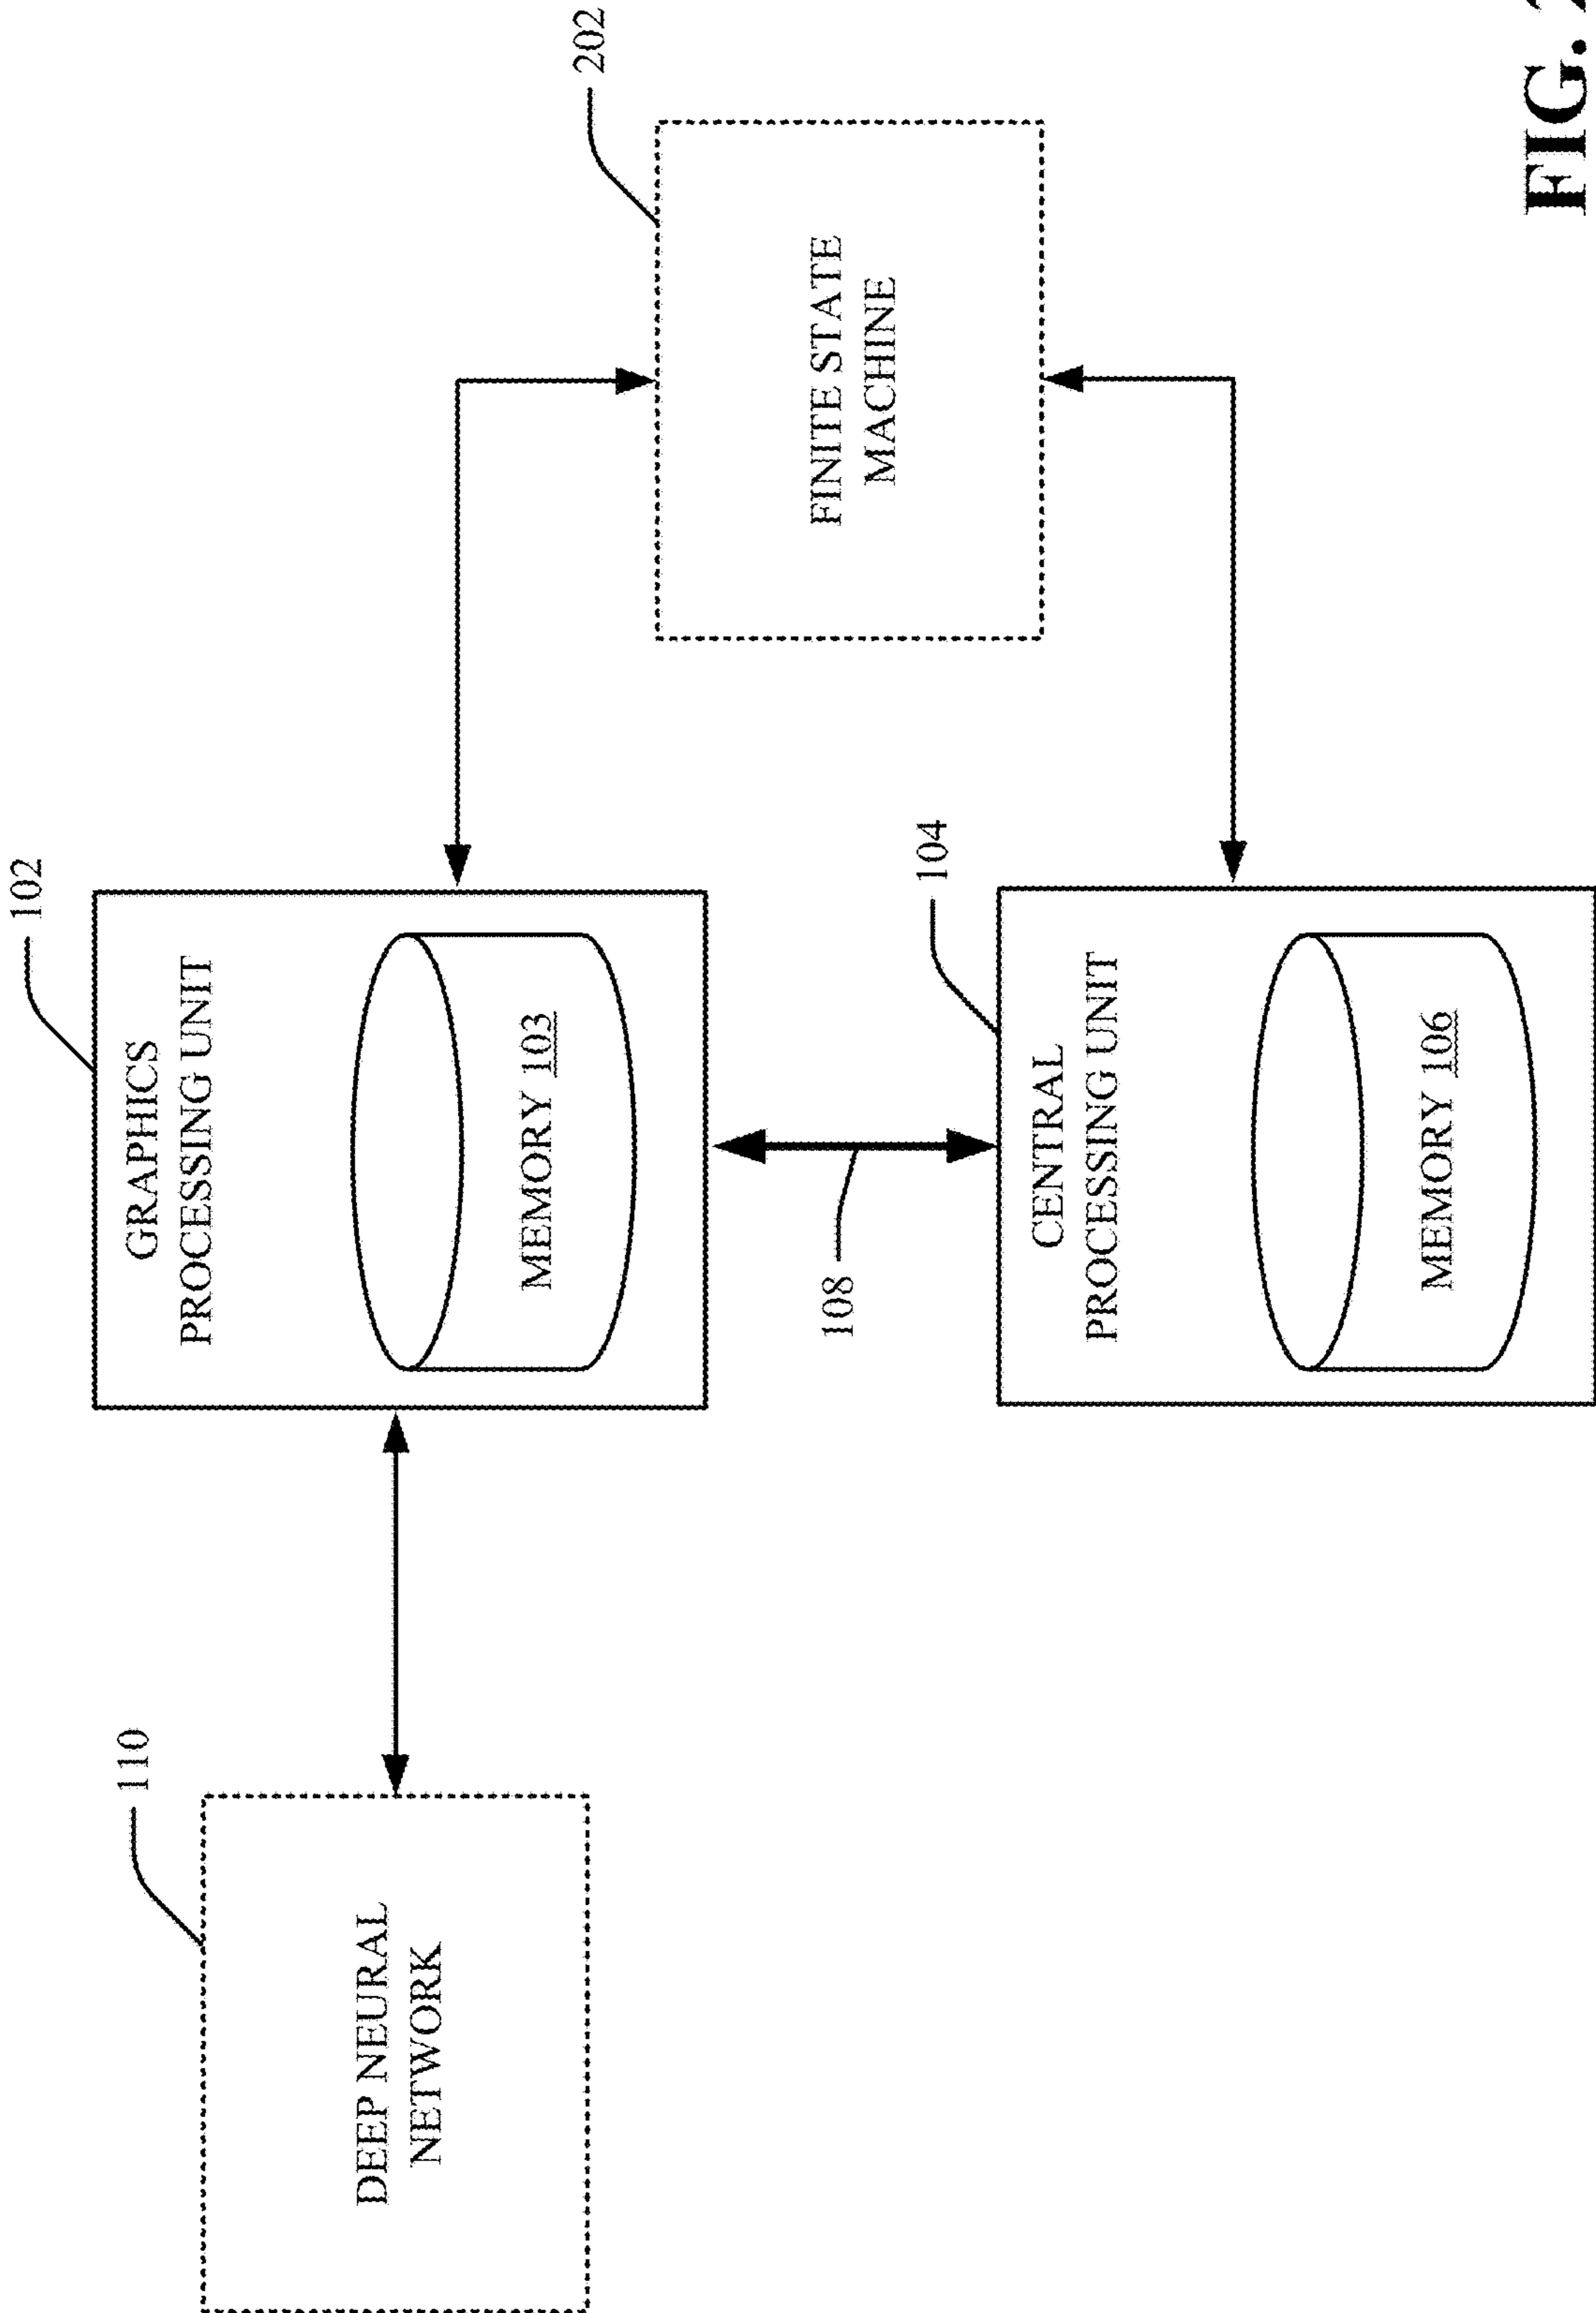 110
DEEP NEURAL
NETWORK
102
GRAPHICS
PROCESSING UNIT
MEMORY 103
108
104
CENTRAL
PROCESSING UNIT
MEMORY 106
202
FINITE STATE
MACHINE
FIG. 2